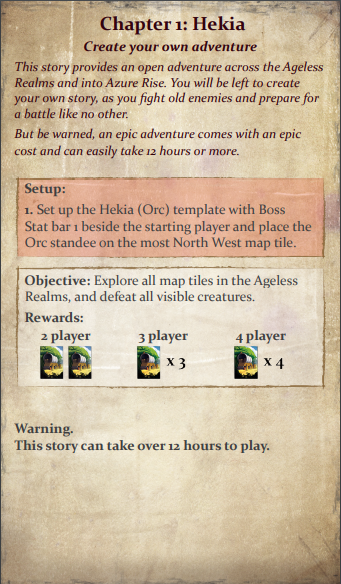 Chapter 1: Hekia
Create your own adventure
This story provides an open adventure across the Ageless
Realms and into Azure Rise. You will be left to create
your own story, as you fight old enemies and prepare for
a battle like no other.
But be warned, an epic adventure comes with an epic
cost and can easily take 12 hours or more.
Setup:
1. Set up the Hekia (Orc) template with Boss
Stat bar 1 beside the starting player and place the
Orc standee on the most North West map tile.
Objective: Explore all map tiles in the Ageless
Realms, and defeat all visible creatures.
Rewards:
2 player 3 player 4 player
x 3 x 4
Warning.
This story can take over 12 hours to play.